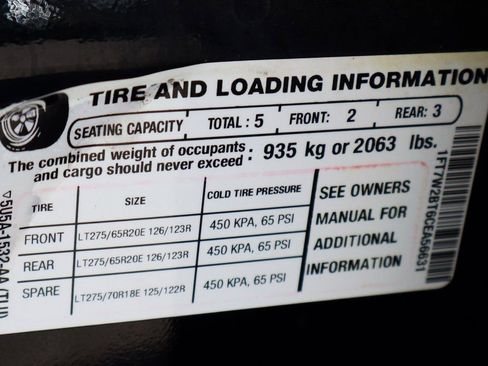 TIRE AND LOADING INFORMATION
SEATING CAPACITY TOTAL : 5 FRONT: 2 REAR: 3
The combined weight of occupants
and cargo should never exceed : 935 kg or 2063 lbs.
TIRE SIZE COLD TIRE PRESSURE
FRONT LT275/65R20E 126/123R 450 KPA, 65 PSI
REAR LT275/65R20E 126/123R 450 KPA, 65 PSI
SPARE LT275/70R18E 125/122R 450 KPA, 65 PSI
SEE OWNERS
MANUAL FOR
ADDITIONAL
INFORMATION
1FT7W2BT6CEA56631